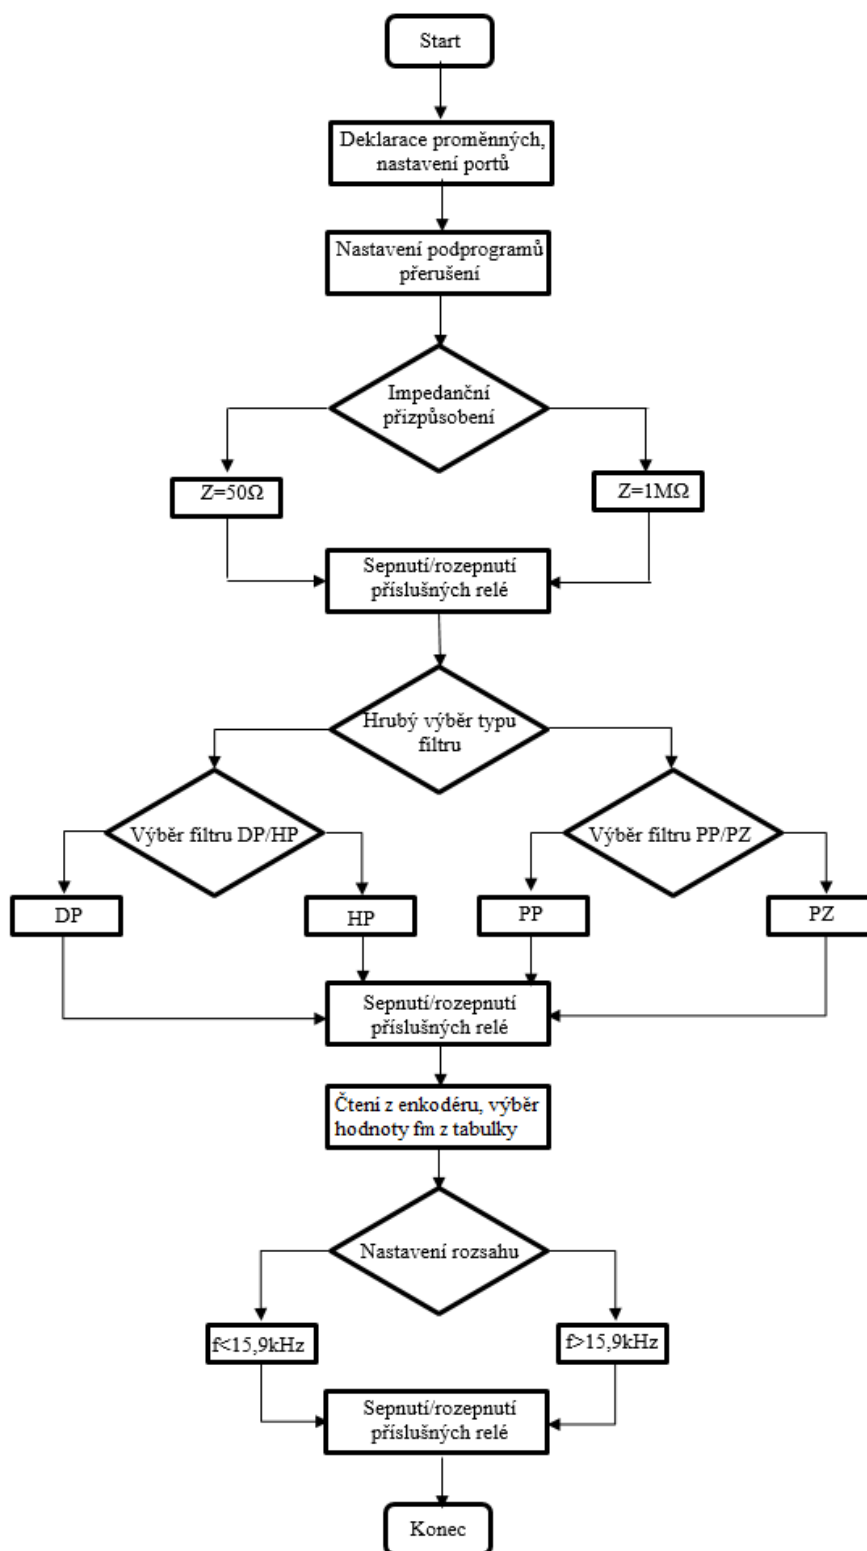 Start
Deklarace proměnných,
nastavení portů
Nastavení podprogramů
přerušení
Impedanční
přizpůsobení
Z=50Ω
Z=1MΩ
Sepnutí/rozepnutí
příslušných relé
Hrubý výběr typu
filtru
Výběr filtru DP/HP
Výběr filtru PP/PZ
DP
HP
PP
PZ
Sepnutí/rozepnutí
příslušných relé
Čtení z enkodéru, výběr
hodnoty fm z tabulky
Nastavení rozsahu
f<15,9kHz
f>15,9kHz
Sepnutí/rozepnutí
příslušných relé
Konec